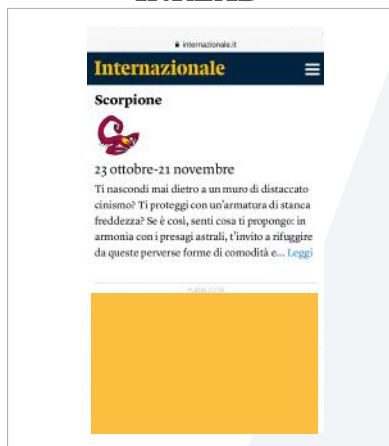 internazionale.it
Internazionale
Scorpione
23 ottobre-21 novembre
Ti nascondi mai dietro a un muro di distaccato
cinismo? Ti proteggi con un'armatura di stanca
freddezza? Se è così, senti cosa ti propongo: in
armonia con i presagi astrali, t'invito a rifuggire
da queste perverse forme di comodità e... Leggi
PUBBLICITÀ